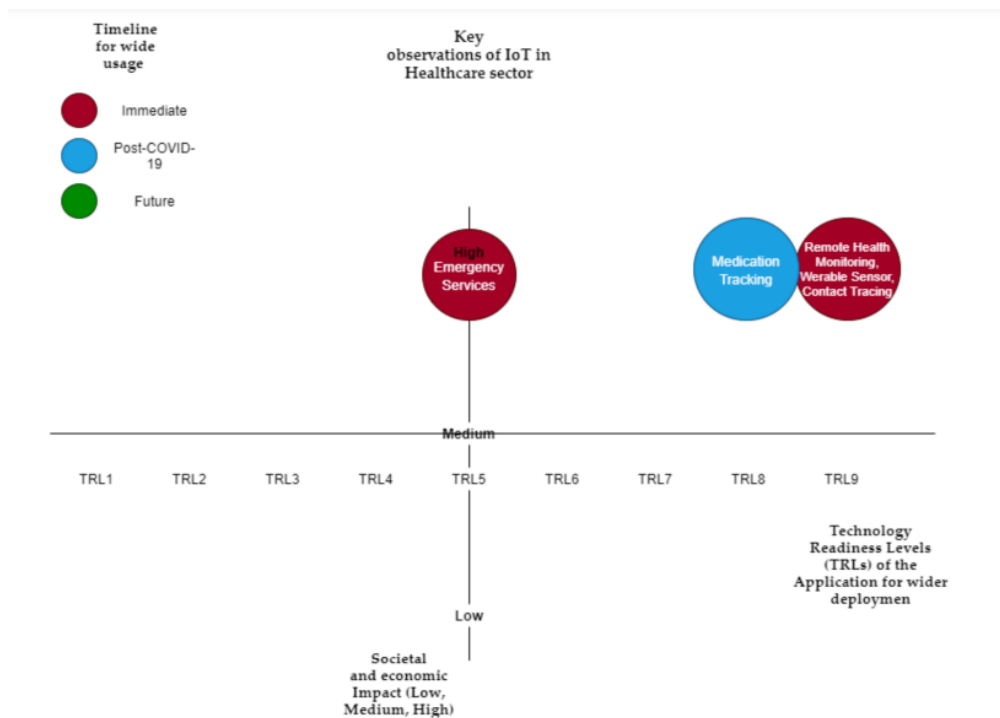 Timeline
for wide
usage
Immediate
Post-COVID-
19
Future
Key
observations of IoT in
Healthcare sector
High
Emergency
Services
Medication
Tracking
Remote Health
Monitoring,
Werable Sensor,
Contact Tracing
Medium
TRL1 TRL2 TRL3 TRL4 TRL5 TRL6 TRL7 TRL8 TRL9
Technology
Readiness Levels
(TRLs) of the
Application for wider
deploymen
Low
Societal
and economic
Impact (Low,
Medium, High)